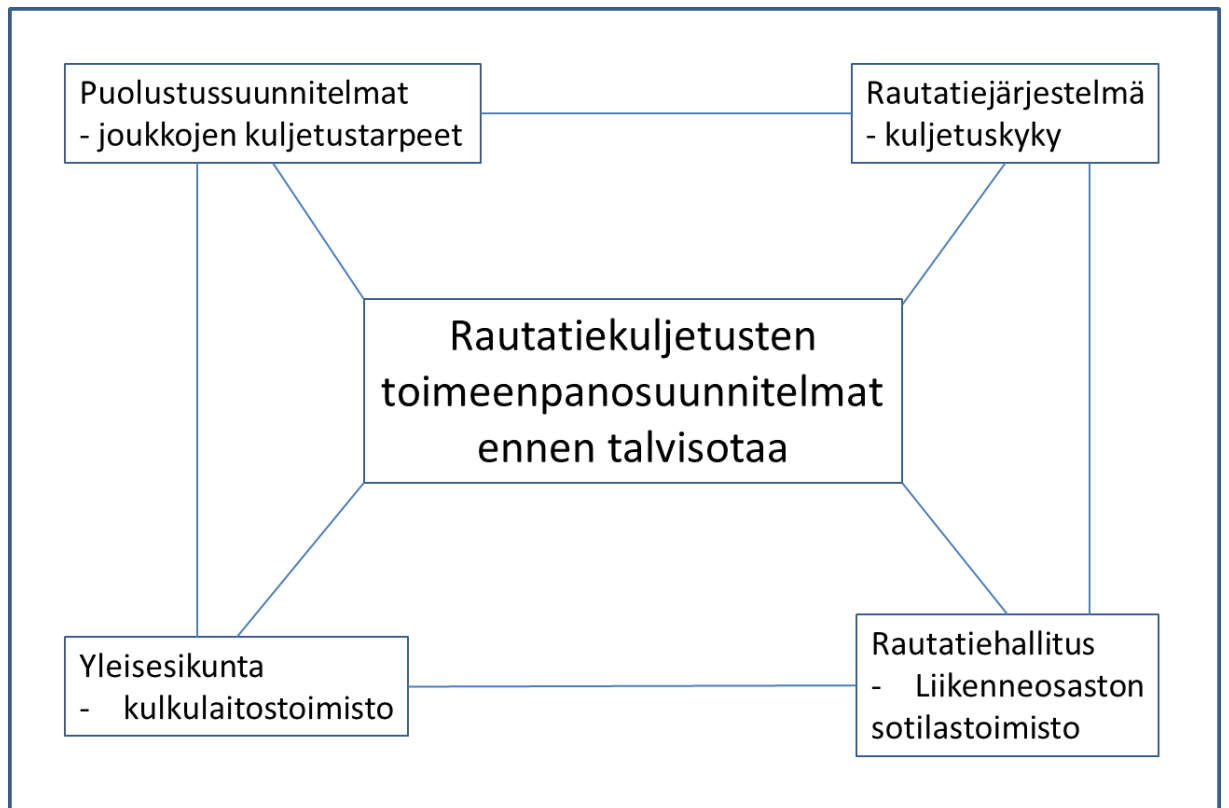 Puolustussuunnitelmat
- joukkojen kuljetustarpeet
Rautatiejärjestelmä
- kuljetuskyky
Rautatiekuljetusten
toimeenpanosuunnitelmat
ennen talvisotaa
Yleisesikunta
- kulkulaitostoimisto
Rautatiehallitus
- Liikenneosaston
sotilastoimisto